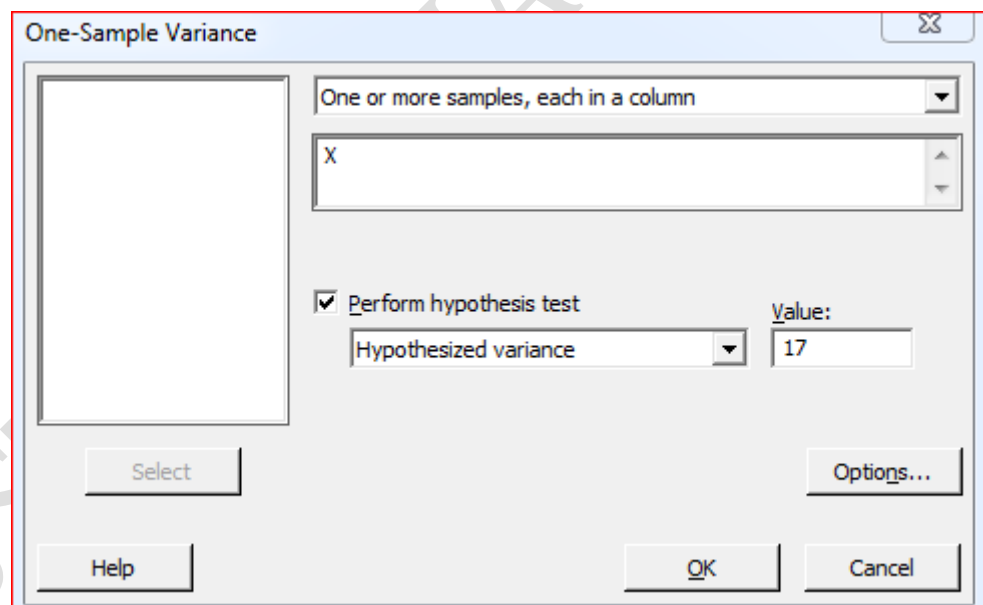 One-Sample Variance
One or more samples, each in a column
X
Perform hypothesis test
Value:
Hypothesized variance
17
Select
Options...
Help
OK
Cancel